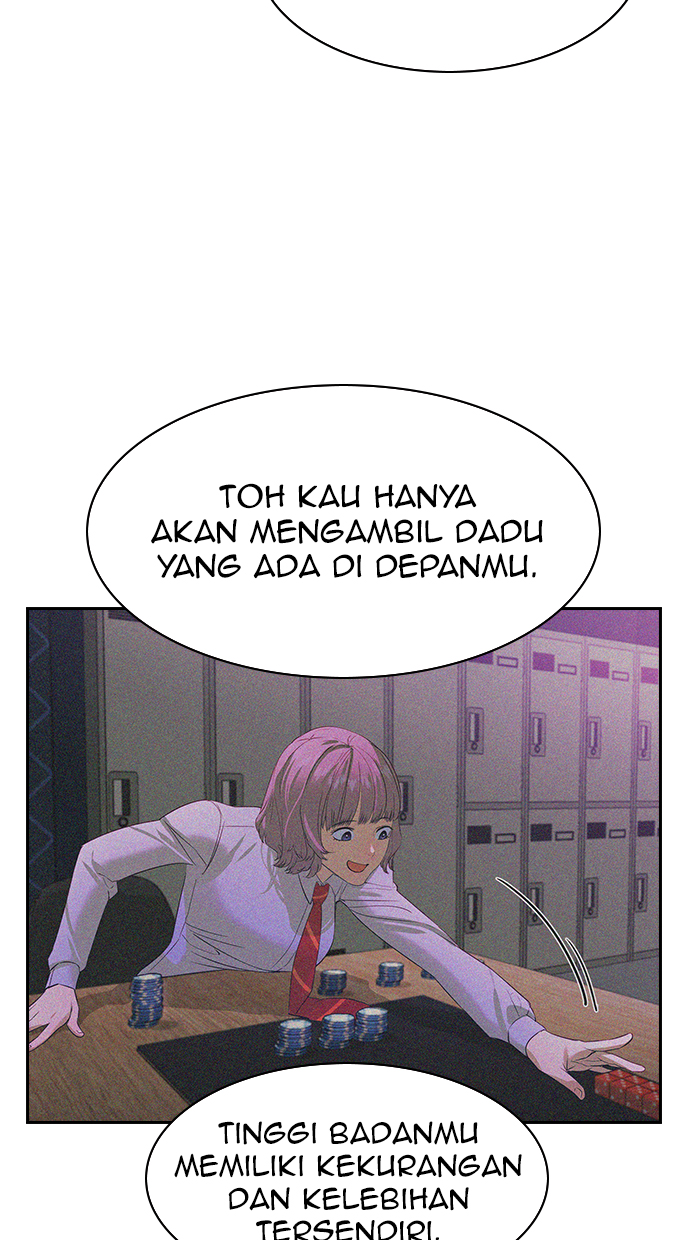 TOH KAU HANYA
AKAN MENGAMBIL DADU
YANG ADA DI DEPANMU.
TINGGI BADANMU
MEMILIKI KEKURANGAN
DAN KELEBIHAN
TERSENDIRI.